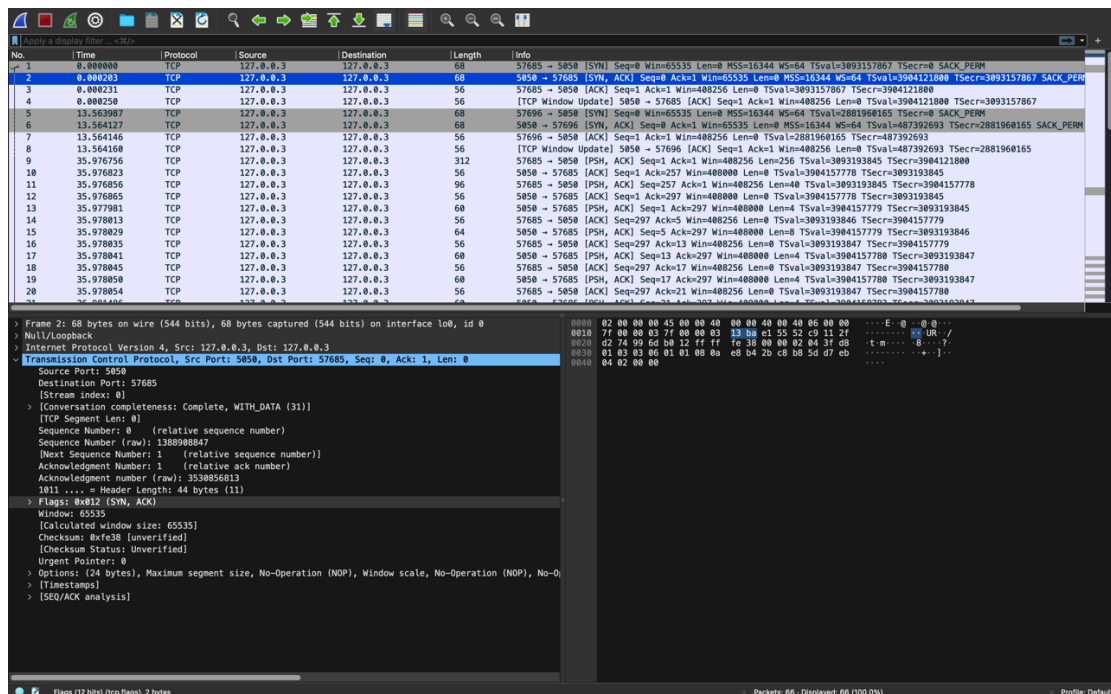 Apply a display filter ... <⌘/>
No. Time Protocol Source Destination Length Info
1 0.000000 TCP 127.0.0.3 127.0.0.3 68 57685 → 5050 [SYN] Seq=0 Win=65535 Len=0 MSS=16344 WS=64 TSval=3093157867 TSecr=0 SACK_PERM
2 0.000203 TCP 127.0.0.3 127.0.0.3 68 5050 → 57685 [SYN, ACK] Seq=0 Ack=1 Win=65535 Len=0 MSS=16344 WS=64 TSval=3904121800 TSecr=3093157867 SACK_PERM
3 0.000231 TCP 127.0.0.3 127.0.0.3 56 57685 → 5050 [ACK] Seq=1 Ack=1 Win=408256 Len=0 TSval=3093157867 TSecr=3904121800
4 0.000250 TCP 127.0.0.3 127.0.0.3 56 [TCP Window Update] 5050 → 57685 [ACK] Seq=1 Ack=1 Win=408256 Len=0 TSval=3904121800 TSecr=3093157867
5 13.563987 TCP 127.0.0.3 127.0.0.3 68 57696 → 5050 [SYN] Seq=0 Win=65535 Len=0 MSS=16344 WS=64 TSval=2881960165 TSecr=0 SACK_PERM
6 13.564127 TCP 127.0.0.3 127.0.0.3 68 5050 → 57696 [SYN, ACK] Seq=0 Ack=1 Win=65535 Len=0 MSS=16344 WS=64 TSval=487392693 TSecr=2881960165 SACK_PERM
7 13.564146 TCP 127.0.0.3 127.0.0.3 56 57696 → 5050 [ACK] Seq=1 Ack=1 Win=408256 Len=0 TSval=2881960165 TSecr=487392693
8 13.564160 TCP 127.0.0.3 127.0.0.3 56 [TCP Window Update] 5050 → 57696 [ACK] Seq=1 Ack=1 Win=408256 Len=0 TSval=487392693 TSecr=2881960165
9 35.976756 TCP 127.0.0.3 127.0.0.3 312 57685 → 5050 [PSH, ACK] Seq=1 Ack=1 Win=408256 Len=256 TSval=3093193845 TSecr=3904121800
10 35.976823 TCP 127.0.0.3 127.0.0.3 56 5050 → 57685 [ACK] Seq=1 Ack=257 Win=408000 Len=0 TSval=3904157778 TSecr=3093193845
11 35.976856 TCP 127.0.0.3 127.0.0.3 96 57685 → 5050 [PSH, ACK] Seq=257 Ack=1 Win=408256 Len=40 TSval=3093193845 TSecr=3904157778
12 35.976865 TCP 127.0.0.3 127.0.0.3 56 5050 → 57685 [ACK] Seq=1 Ack=297 Win=408000 Len=0 TSval=3904157778 TSecr=3093193845
13 35.977981 TCP 127.0.0.3 127.0.0.3 60 5050 → 57685 [PSH, ACK] Seq=1 Ack=297 Win=408000 Len=4 TSval=3904157779 TSecr=3093193845
14 35.978013 TCP 127.0.0.3 127.0.0.3 56 57685 → 5050 [ACK] Seq=297 Ack=5 Win=408256 Len=0 TSval=3093193846 TSecr=3904157779
15 35.978029 TCP 127.0.0.3 127.0.0.3 64 5050 → 57685 [PSH, ACK] Seq=5 Ack=297 Win=408000 Len=8 TSval=3904157779 TSecr=3093193846
16 35.978035 TCP 127.0.0.3 127.0.0.3 56 57685 → 5050 [ACK] Seq=297 Ack=13 Win=408256 Len=0 TSval=3093193847 TSecr=3904157779
17 35.978041 TCP 127.0.0.3 127.0.0.3 60 5050 → 57685 [PSH, ACK] Seq=13 Ack=297 Win=408000 Len=4 TSval=3904157780 TSecr=3093193847
18 35.978045 TCP 127.0.0.3 127.0.0.3 56 57685 → 5050 [ACK] Seq=297 Ack=17 Win=408256 Len=0 TSval=3093193847 TSecr=3904157780
19 35.978050 TCP 127.0.0.3 127.0.0.3 60 5050 → 57685 [PSH, ACK] Seq=17 Ack=297 Win=408000 Len=4 TSval=3904157780 TSecr=3093193847
20 35.978054 TCP 127.0.0.3 127.0.0.3 56 57685 → 5050 [ACK] Seq=297 Ack=21 Win=408256 Len=0 TSval=3093193847 TSecr=3904157780
Frame 2: 68 bytes on wire (544 bits), 68 bytes captured (544 bits) on interface lo0, id 0
Null/Loopback
Internet Protocol Version 4, Src: 127.0.0.3, Dst: 127.0.0.3
Transmission Control Protocol, Src Port: 5050, Dst Port: 57685, Seq: 0, Ack: 1, Len: 0
Source Port: 5050
Destination Port: 57685
[Stream index: 0]
[Conversation completeness: Complete, WITH_DATA (31)]
[TCP Segment Len: 0]
Sequence Number: 0 (relative sequence number)
Sequence Number (raw): 1388908847
[Next Sequence Number: 1 (relative sequence number)]
Acknowledgment Number: 1 (relative ack number)
Acknowledgment number (raw): 3530856813
1011 .... = Header Length: 44 bytes (11)
Flags: 0x012 (SYN, ACK)
Window: 65535
[Calculated window size: 65535]
Checksum: 0xfe38 [unverified]
[Checksum Status: Unverified]
Urgent Pointer: 0
Options: (24 bytes), Maximum segment size, No-Operation (NOP), Window scale, No-Operation (NOP), No-O
[Timestamps]
[SEQ/ACK analysis]
0000 02 00 00 00 45 00 00 40 00 00 40 00 40 06 00 00 ····E··@ ··@·@···
0010 7f 00 00 03 7f 00 00 03 13 ba e1 55 52 c9 11 2f ········ ···UR··/
0020 d2 74 99 6d b0 12 ff ff fe 38 00 00 02 04 3f d8 ·t·m···· ·8····?·
0030 01 03 03 06 01 01 08 0a e8 b4 2b c8 b8 5d d7 eb ········ ··+··]··
0040 04 02 00 00 ····
Flags (12 bits) (tcp.flags), 2 bytes
Packets: 66 · Displayed: 66 (100.0%)
Profile: Defau